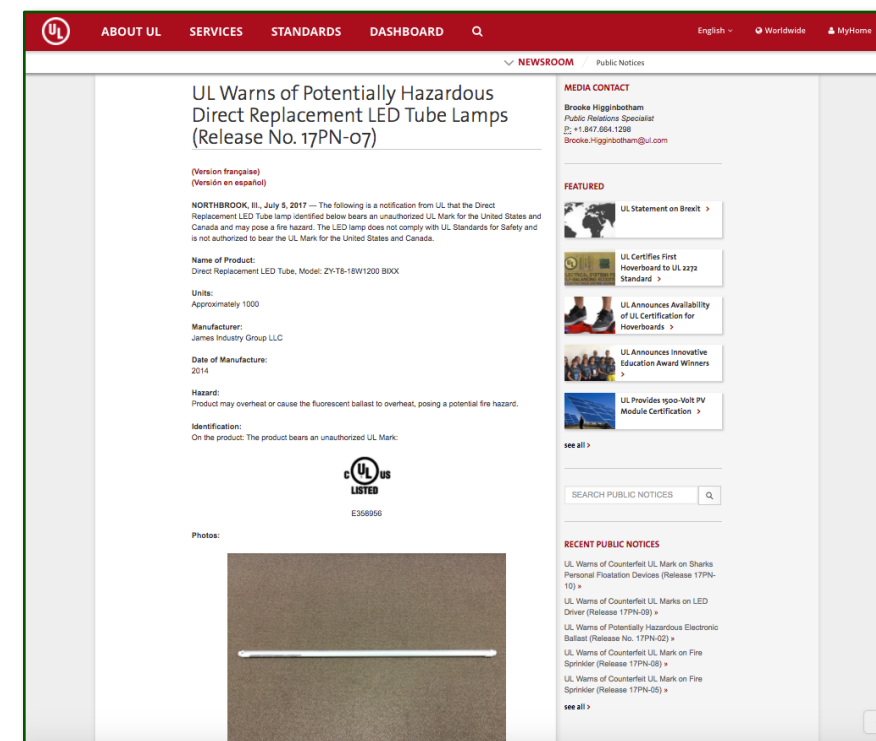 UL
ABOUT UL SERVICES STANDARDS DASHBOARD English Worldwide MyHome
NEWSROOM / Public Notices
UL Warns of Potentially Hazardous
Direct Replacement LED Tube Lamps
(Release No. 17PN-07)
(Version française)
(Versión en español)
NORTHBROOK, Ill., July 5, 2017 — The following is a notification from UL that the Direct
Replacement LED Tube lamp identified below bears an unauthorized UL Mark for the United States and
Canada and may pose a fire hazard. The LED lamp does not comply with UL Standards for Safety and
is not authorized to bear the UL Mark for the United States and Canada.
Name of Product:
Direct Replacement LED Tube, Model: ZY-T8-18W1200 BIXX
Units:
Approximately 1000
Manufacturer:
James Industry Group LLC
Date of Manufacture:
2014
Hazard:
Product may overheat or cause the fluorescent ballast to overheat, posing a potential fire hazard.
Identification:
On the product: The product bears an unauthorized UL Mark:
C UL US
LISTED
E358956
Photos:
MEDIA CONTACT
Brooke Higginbotham
Public Relations Specialist
P: +1.847.664.1298
Brooke.Higginbotham@ul.com
FEATURED
UL Statement on Brexit >
UL Certifies First
Hoverboard to UL 2272
Standard >
UL Announces Availability
of UL Certification for
Hoverboards >
UL Announces Innovative
Education Award Winners
>
UL Provides 1500-Volt PV
Module Certification >
see all >
SEARCH PUBLIC NOTICES
RECENT PUBLIC NOTICES
UL Warns of Counterfeit UL Mark on Sharks
Personal Floatation Devices (Release 17PN-
10) »
UL Warns of Counterfeit UL Marks on LED
Driver (Release 17PN-09) »
UL Warns of Potentially Hazardous Electronic
Ballast (Release No. 17PN-02) »
UL Warns of Counterfeit UL Mark on Fire
Sprinkler (Release 17PN-08) »
UL Warns of Counterfeit UL Mark on Fire
Sprinkler (Release 17PN-05) »
see all >